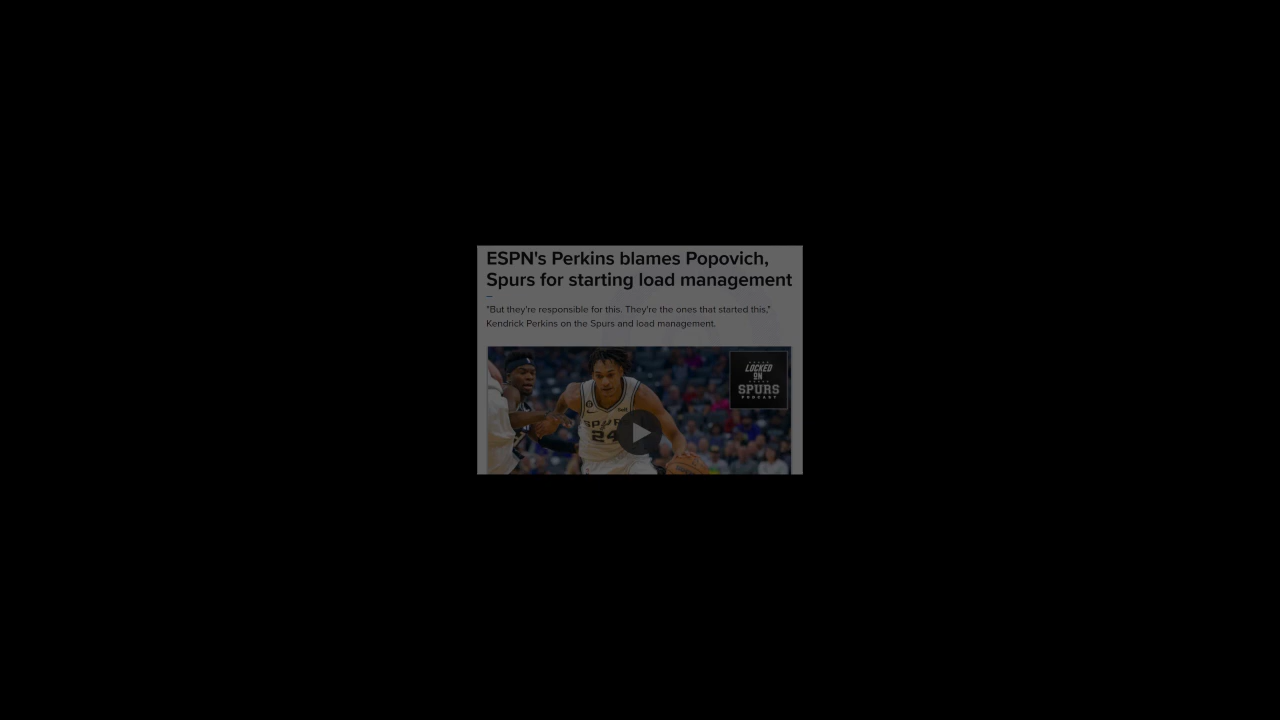 ESPN's Perkins blames Popovich,
Spurs for starting load management
"But they're responsible for this. They're the ones that started this,"
Kendrick Perkins on the Spurs and load management.
LOCKED
ON
SPURS
PODCAST
SPURS
24